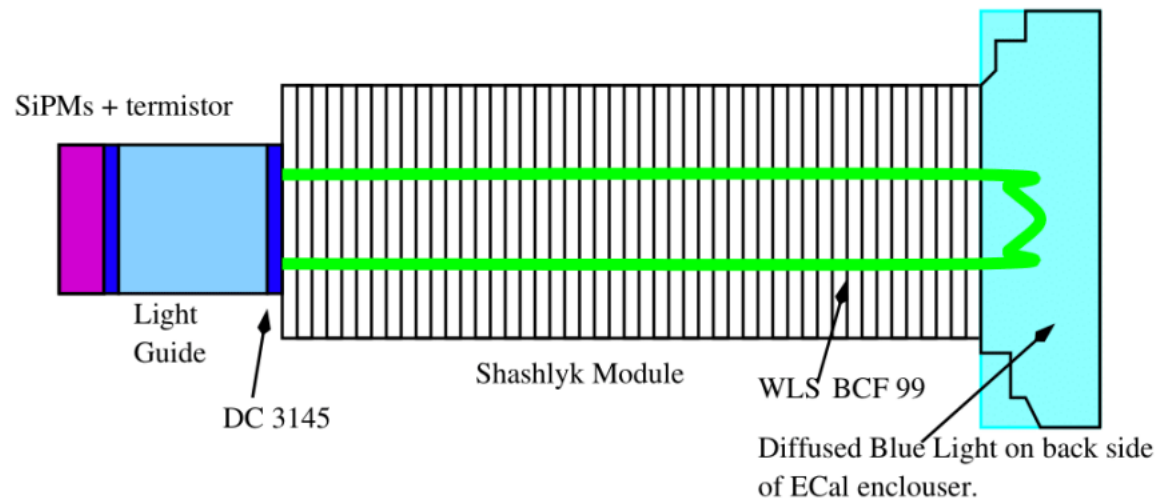 SiPMs + termistor
Light
Guide
DC 3145
Shashlyk Module
WLS BCF 99
Diffused Blue Light on back side
of ECal enclouser.